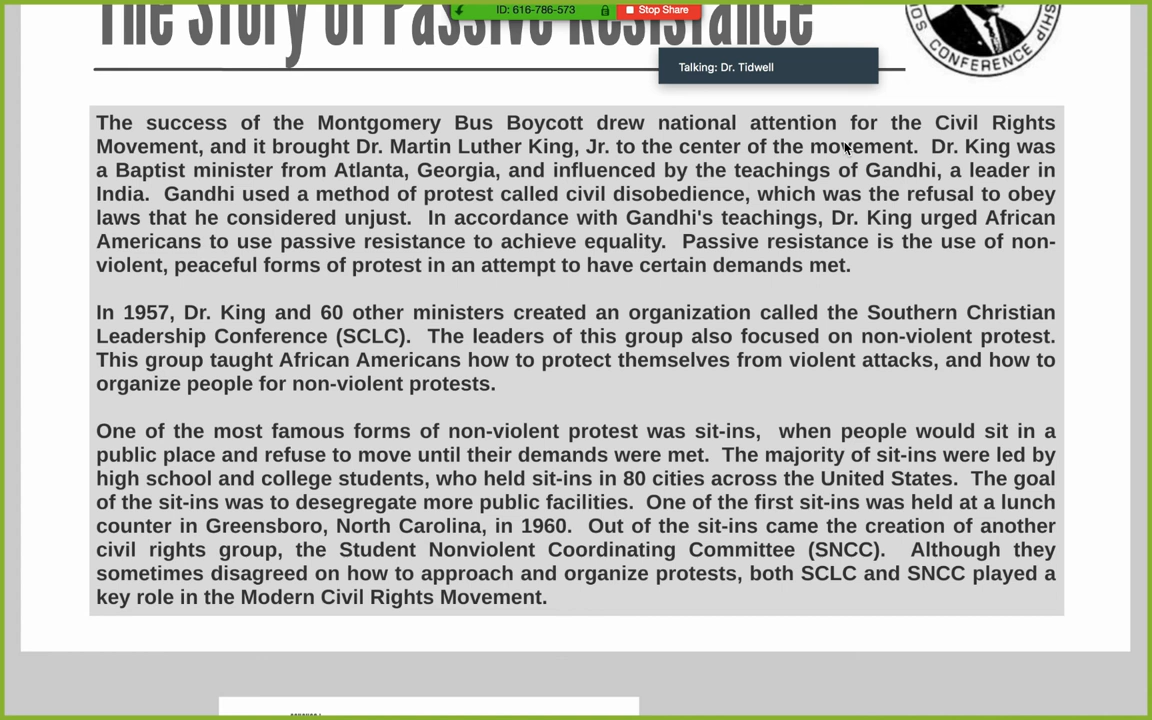 The Story of Passive Resistance
ID: 616-786-573
Stop Share
Talking: Dr. Tidwell
CONFERENCE
The success of the Montgomery Bus Boycott drew national attention for the Civil Rights
Movement, and it brought Dr. Martin Luther King, Jr. to the center of the movement. Dr. King was
a Baptist minister from Atlanta, Georgia, and influenced by the teachings of Gandhi, a leader in
India. Gandhi used a method of protest called civil disobedience, which was the refusal to obey
laws that he considered unjust. In accordance with Gandhi's teachings, Dr. King urged African
Americans to use passive resistance to achieve equality. Passive resistance is the use of non-
violent, peaceful forms of protest in an attempt to have certain demands met.
In 1957, Dr. King and 60 other ministers created an organization called the Southern Christian
Leadership Conference (SCLC). The leaders of this group also focused on non-violent protest.
This group taught African Americans how to protect themselves from violent attacks, and how to
organize people for non-violent protests.
One of the most famous forms of non-violent protest was sit-ins, when people would sit in a
public place and refuse to move until their demands were met. The majority of sit-ins were led by
high school and college students, who held sit-ins in 80 cities across the United States. The goal
of the sit-ins was to desegregate more public facilities. One of the first sit-ins was held at a lunch
counter in Greensboro, North Carolina, in 1960. Out of the sit-ins came the creation of another
civil rights group, the Student Nonviolent Coordinating Committee (SNCC). Although they
sometimes disagreed on how to approach and organize protests, both SCLC and SNCC played a
key role in the Modern Civil Rights Movement.